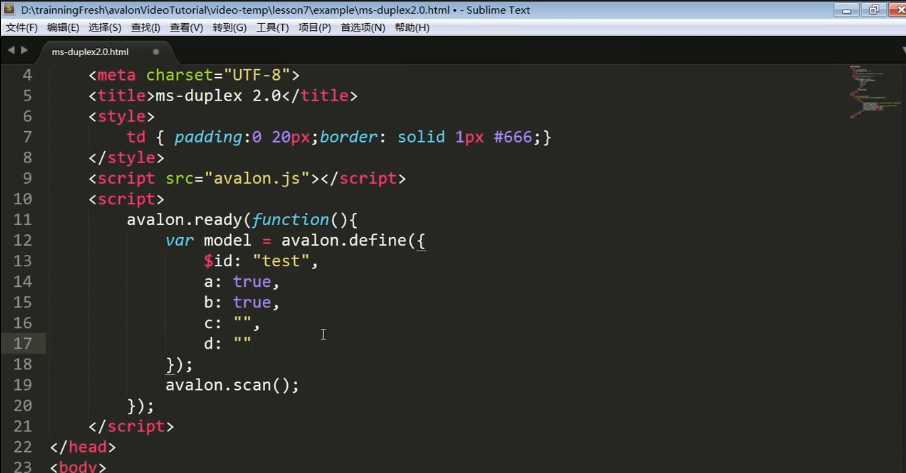 D:\trainningFresh\avalonVideoTutorial\video-temp\lesson7\example\ms-duplex2.0.html • - Sublime Text
文件(F) 编辑(E) 选择(S) 查找(I) 查看(V) 转到(G) 工具(T) 项目(P) 首选项(N) 帮助(H)
ms-duplex2.0.html
4 <meta charset="UTF-8">
5 <title>ms-duplex 2.0</title>
6 <style>
7 td { padding:0 20px;border: solid 1px #666;}
8 </style>
9 <script src="avalon.js"></script>
10 <script>
11 avalon.ready(function(){
12 var model = avalon.define({
13 $id: "test",
14 a: true,
15 b: true,
16 c: "",
17 d: ""
18 });
19 avalon.scan();
20 });
21 </script>
22 </head>
23 <body>